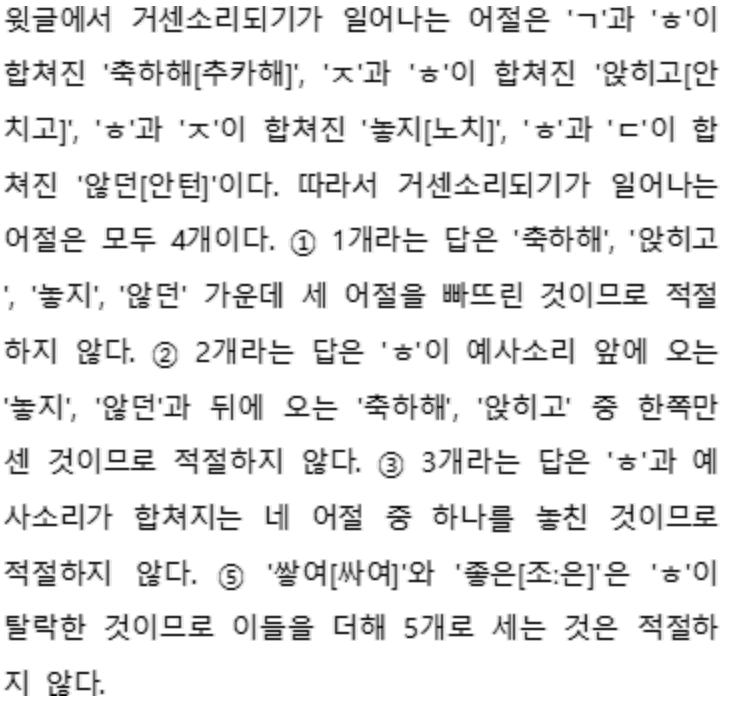 윗글에서 거센소리되기가 일어나는 어절은 'ㄱ'과 'ㅎ'이
합쳐진 '축하해[추카해]', 'ㅈ'과 'ㅎ'이 합쳐진 '앉히고[안
치고]', 'ㅎ'과 'ㅈ'이 합쳐진 '놓지[노치]', 'ㅎ'과 'ㄷ'이 합
쳐진 '않던[안턴]'이다. 따라서 거센소리되기가 일어나는
어절은 모두 4개이다. ① 1개라는 답은 '축하해', '앉히고
', '놓지', '않던' 가운데 세 어절을 빠뜨린 것이므로 적절
하지 않다. ② 2개라는 답은 'ㅎ'이 예사소리 앞에 오는
'놓지', '않던'과 뒤에 오는 '축하해', '앉히고' 중 한쪽만
센 것이므로 적절하지 않다. ③ 3개라는 답은 'ㅎ'과 예
사소리가 합쳐지는 네 어절 중 하나를 놓친 것이므로
적절하지 않다. ⑤ '쌓여[싸여]'와 '좋은[조:은]'은 'ㅎ'이
탈락한 것이므로 이들을 더해 5개로 세는 것은 적절하
지 않다.